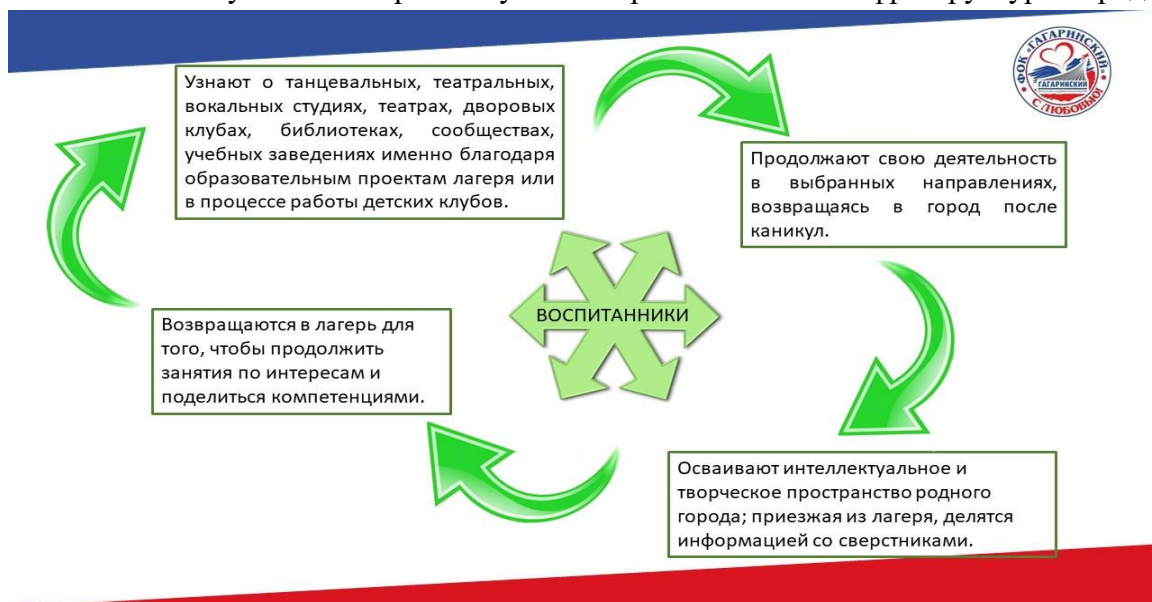 Узнают о танцевальных, театральных,
вокальных студиях, театрах, дворовых
клубах, библиотеках, сообществах,
учебных заведениях именно благодаря
образовательным проектам лагеря или
в процессе работы детских клубов.
ФОК «ГАГАРИНСКИЙ»
ГАГАРИНСКИЙ
С ЛЮБОВЬЮ!
Продолжают свою деятельность
в выбранных направлениях,
возвращаясь в город после
каникул.
ВОСПИТАННИКИ
Возвращаются в лагерь для
того, чтобы продолжить
занятия по интересам и
поделиться компетенциями.
Осваивают интеллектуальное и
творческое пространство родного
города; приезжая из лагеря, делятся
информацией со сверстниками.